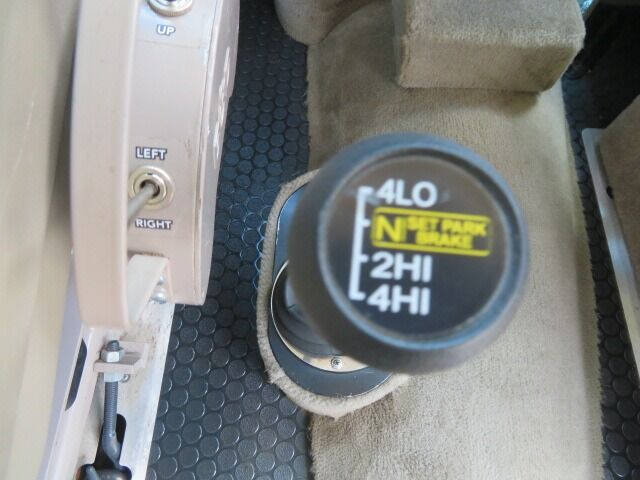 UP
LEFT
RIGHT
4LO
N SET PARK
BRAKE
2HI
4HI